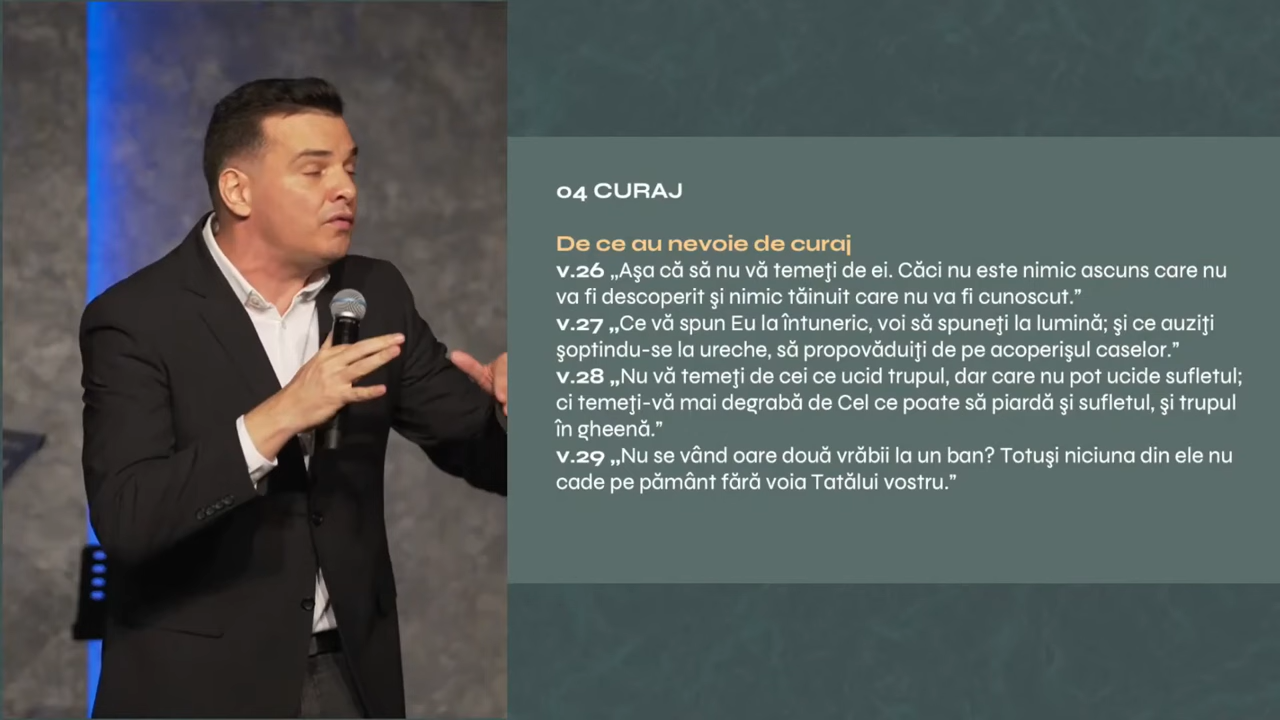 04 CURAJ
De ce au nevoie de curaj
v.26 „Aşa că să nu vă temeţi de ei. Căci nu este nimic ascuns care nu
va fi descoperit şi nimic tăinuit care nu va fi cunoscut.”
v.27 „Ce vă spun Eu la întuneric, voi să spuneţi la lumină; şi ce auziţi
şoptindu-se la ureche, să propovăduiţi de pe acoperişul caselor.”
v.28 „Nu vă temeţi de cei ce ucid trupul, dar care nu pot ucide sufletul;
ci temeţi-vă mai degrabă de Cel ce poate să piardă şi sufletul, şi trupul
în gheenă.”
v.29 „Nu se vând oare două vrăbii la un ban? Totuşi niciuna din ele nu
cade pe pământ fără voia Tatălui vostru.”